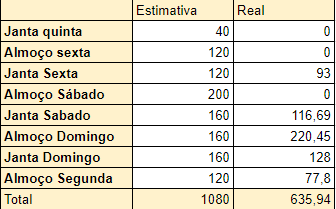 Estimativa Real
Janta quinta 40 0
Almoço sexta 120 0
Janta Sexta 120 93
Almoço Sábado 200 0
Janta Sabado 160 116,69
Almoço Domingo 160 220,45
Janta Domingo 160 128
Almoço Segunda 120 77,8
Total 1080 635,94